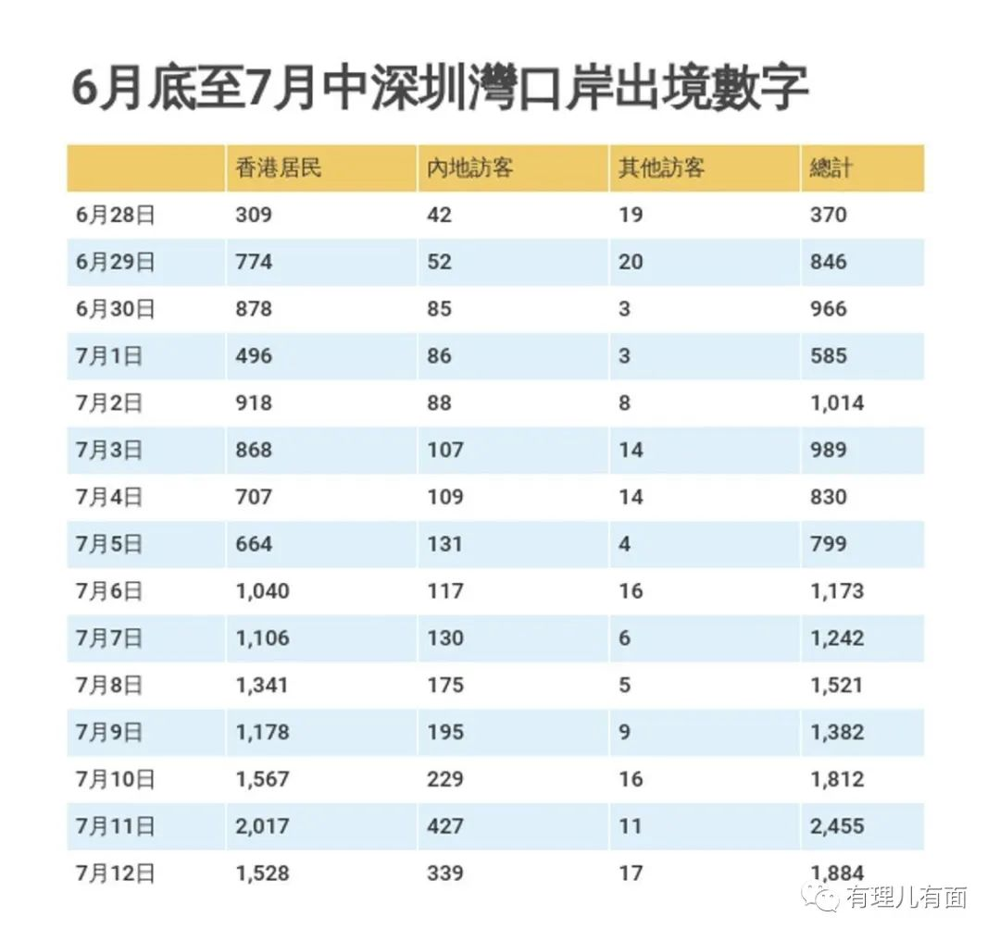 6月底至7月中深圳灣口岸出境數字
香港居民 內地訪客 其他訪客 總計
6月28日 309 42 19 370
6月29日 774 52 20 846
6月30日 878 85 3 966
7月1日 496 86 3 585
7月2日 918 88 8 1,014
7月3日 868 107 14 989
7月4日 707 109 14 830
7月5日 664 131 4 799
7月6日 1,040 117 16 1,173
7月7日 1,106 130 6 1,242
7月8日 1,341 175 5 1,521
7月9日 1,178 195 9 1,382
7月10日 1,567 229 16 1,812
7月11日 2,017 427 11 2,455
7月12日 1,528 339 17 1,884
有理儿有面